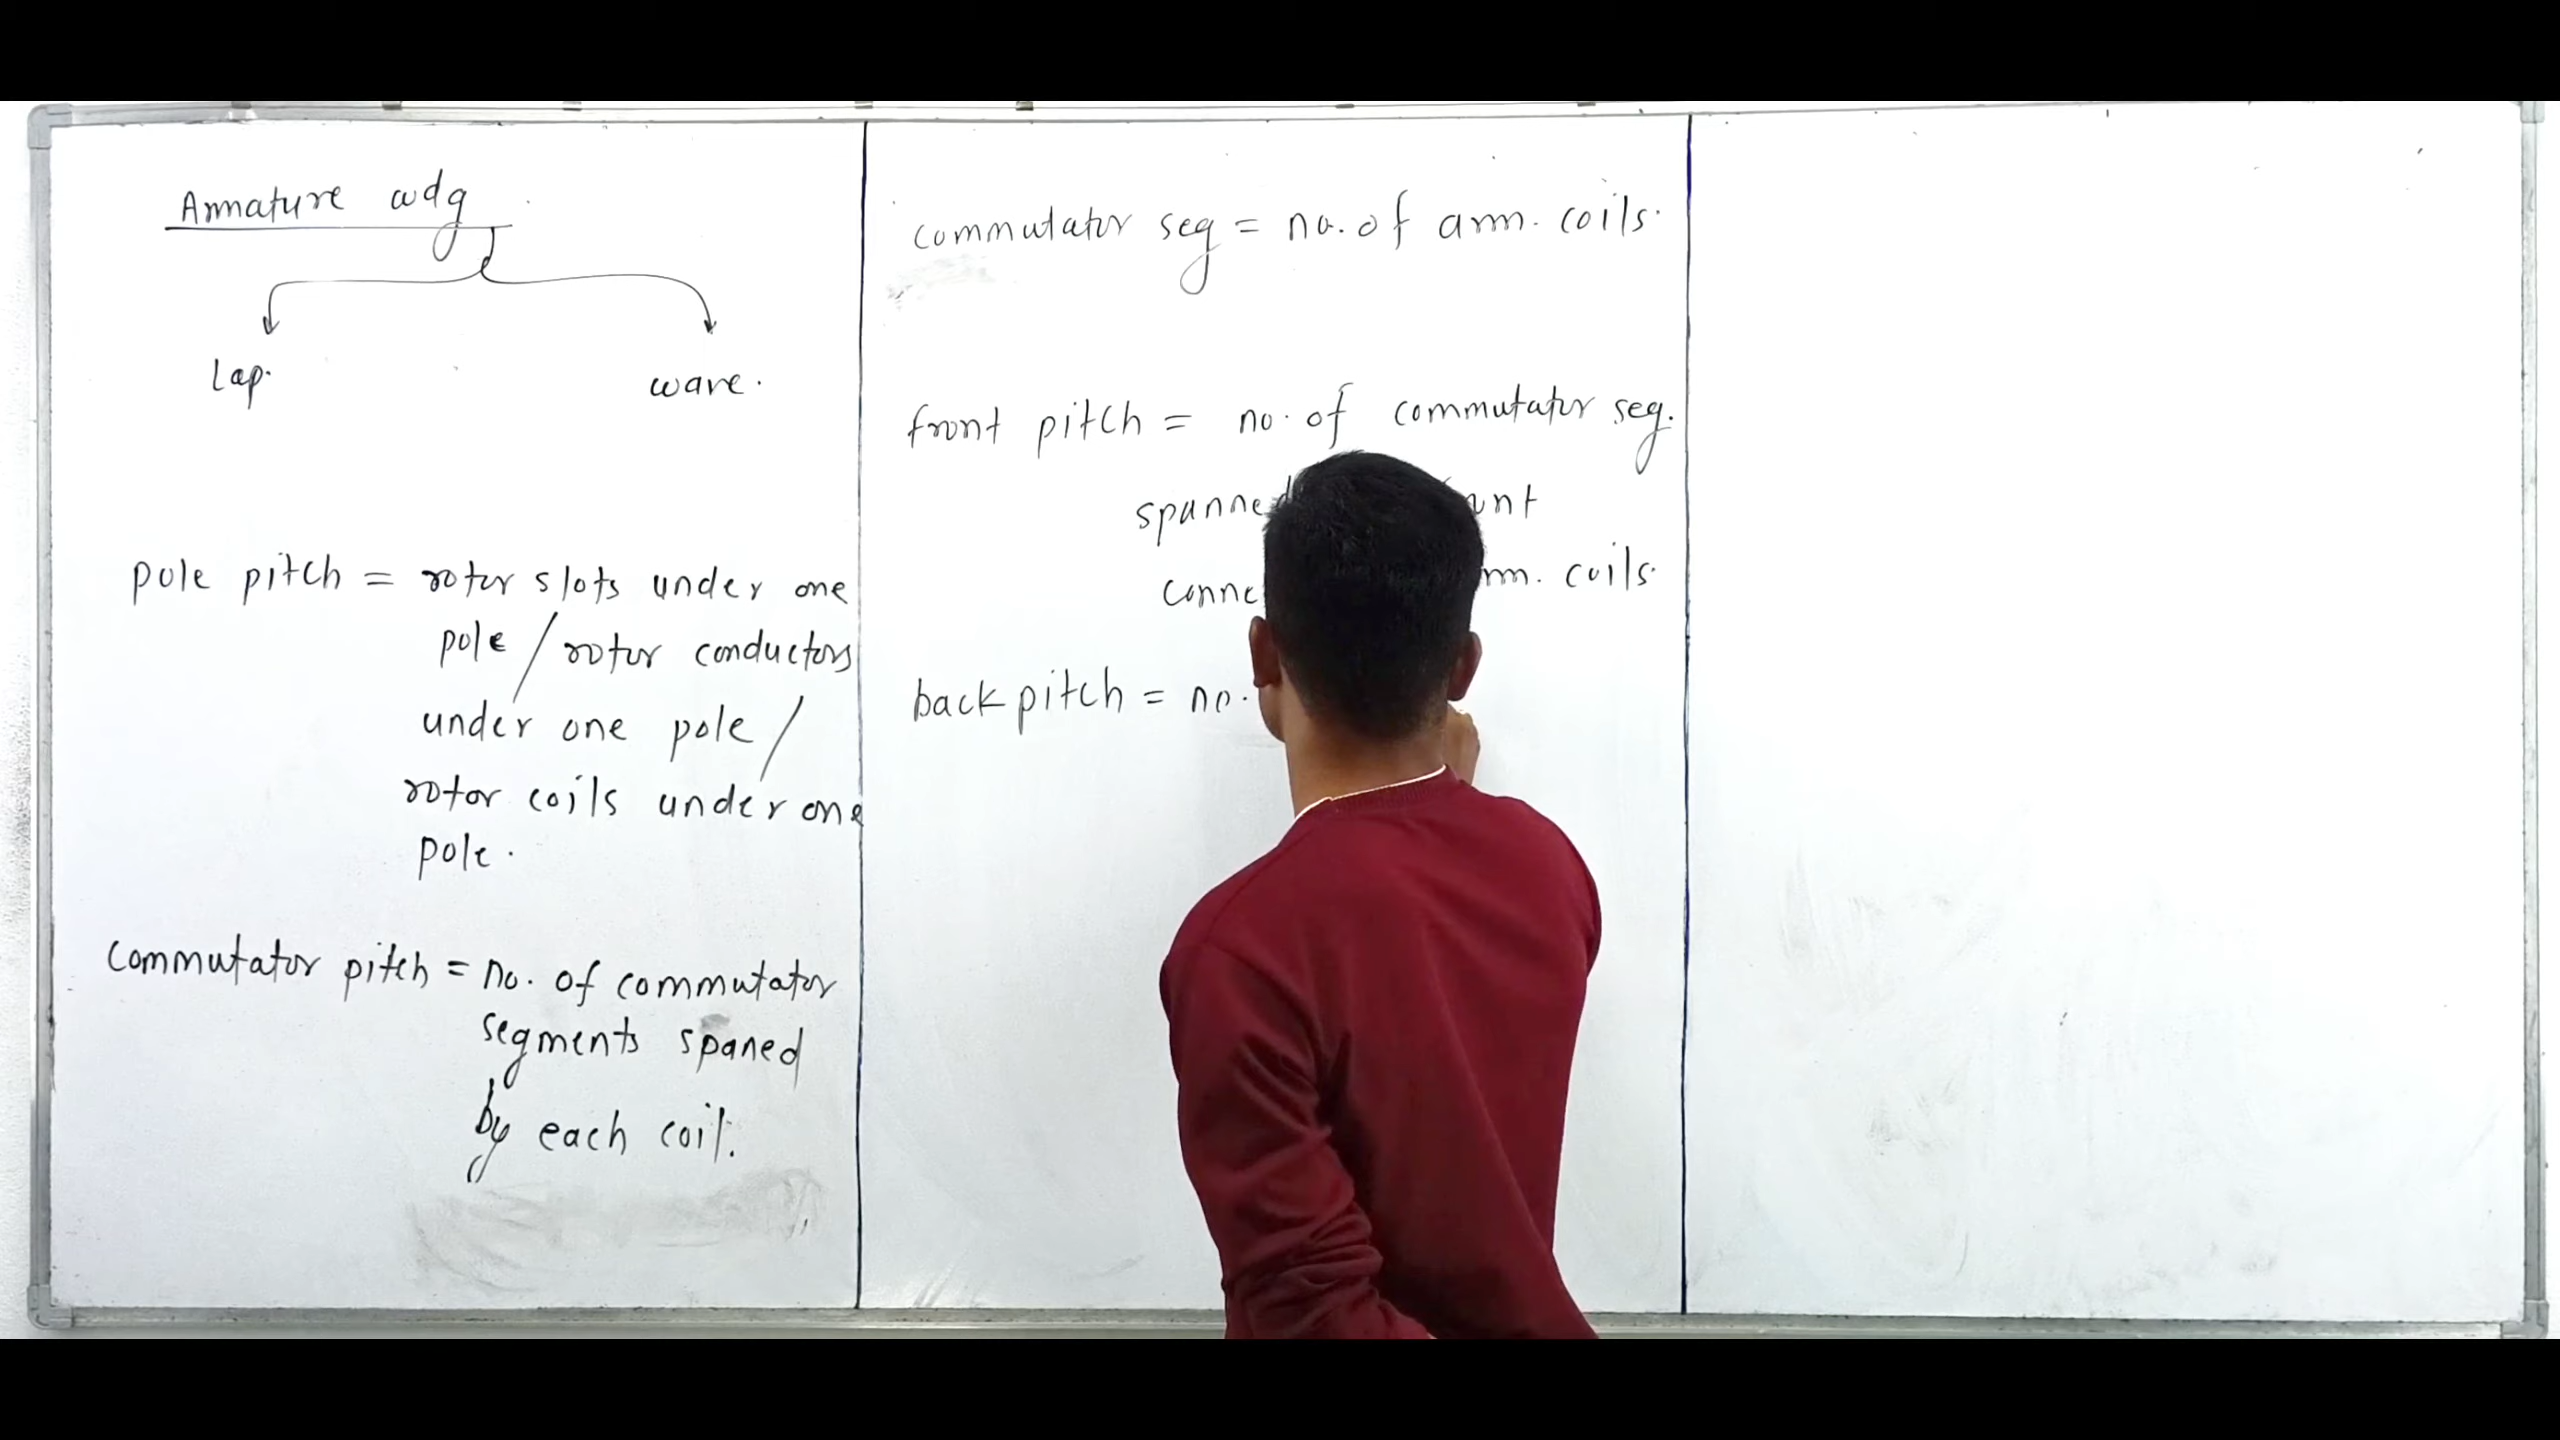 Armature wdg
Lap.
wave.
pole pitch = rotor slots under one
pole / rotor conductors
under one pole /
rotor coils under one
pole.
commutator pitch = no. of commutator
segments spaned
by each coil.
commutator seg = no. of arm. coils.
front pitch = no. of commutator seg.
coils.
back pitch = no.